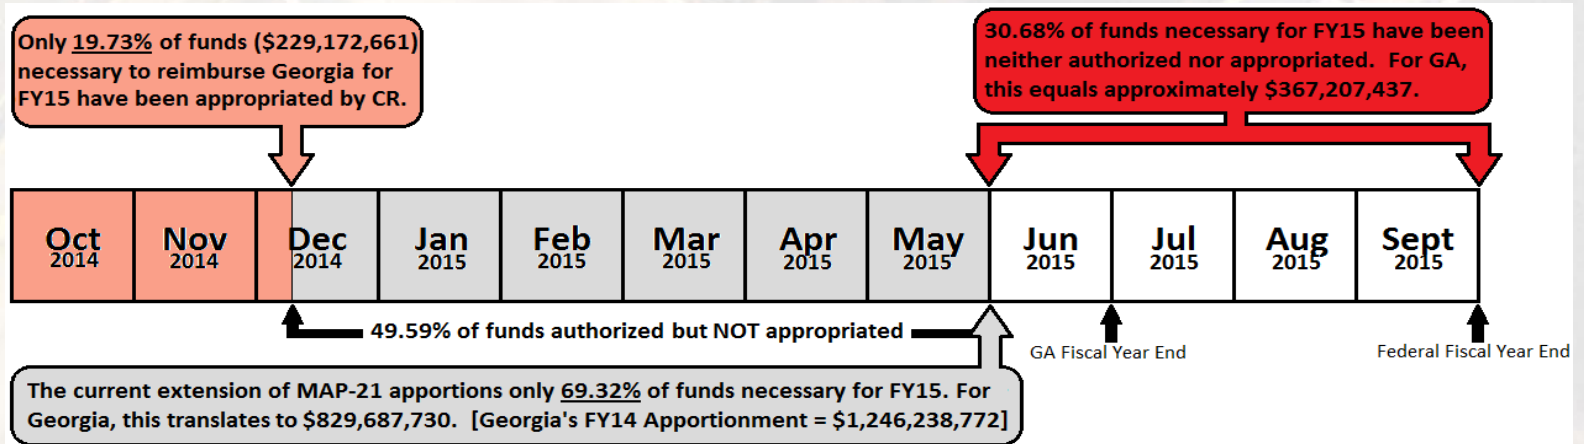 Only 19.73% of funds ($229,172,661)
necessary to reimburse Georgia for
FY15 have been appropriated by CR.
30.68% of funds necessary for FY15 have been
neither authorized nor appropriated. For GA,
this equals approximately $367,207,437.
Oct
2014
Nov
2014
Dec
2014
Jan
2015
Feb
2015
Mar
2015
Apr
2015
May
2015
Jun
2015
Jul
2015
Aug
2015
Sept
2015
49.59% of funds authorized but NOT appropriated
GA Fiscal Year End
Federal Fiscal Year End
The current extension of MAP-21 apportions only 69.32% of funds necessary for FY15. For
Georgia, this translates to $829,687,730. [Georgia's FY14 Apportionment = $1,246,238,772]